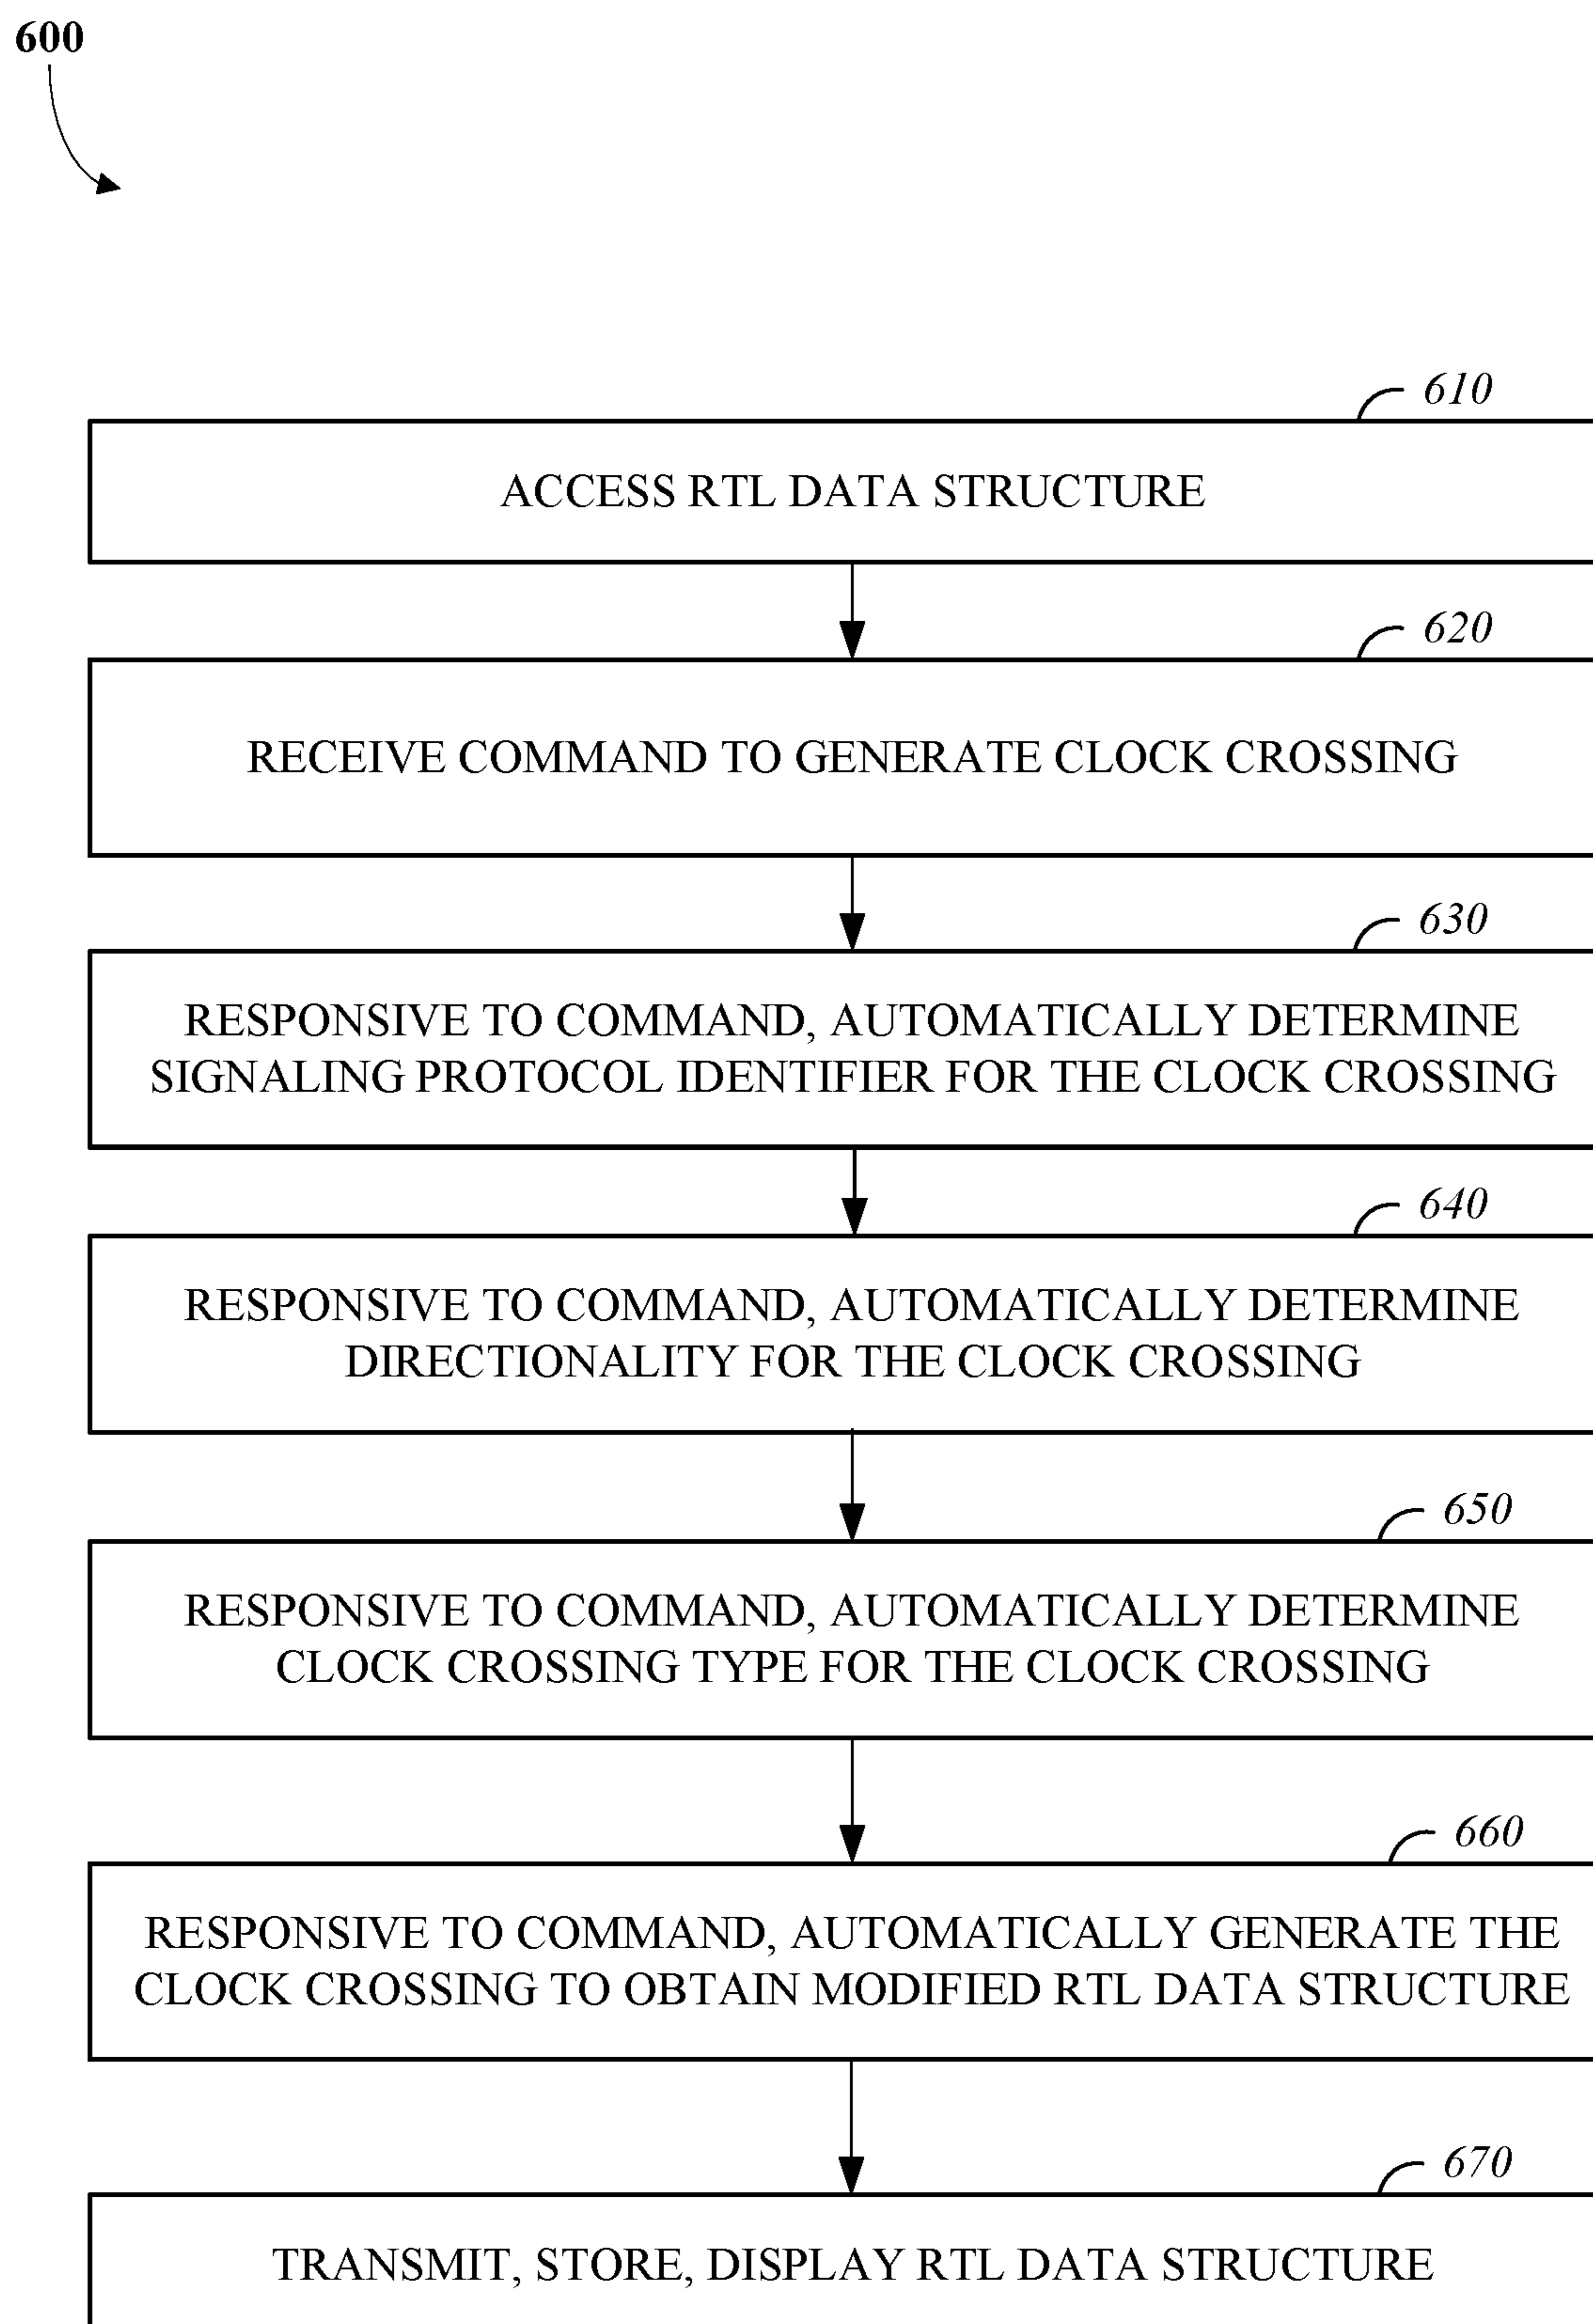 600
610
ACCESS RTL DATA STRUCTURE
620
RECEIVE COMMAND TO GENERATE CLOCK CROSSING
630
RESPONSIVE TO COMMAND, AUTOMATICALLY DETERMINE
SIGNALING PROTOCOL IDENTIFIER FOR THE CLOCK CROSSING
640
RESPONSIVE TO COMMAND, AUTOMATICALLY DETERMINE
DIRECTIONALITY FOR THE CLOCK CROSSING
650
RESPONSIVE TO COMMAND, AUTOMATICALLY DETERMINE
CLOCK CROSSING TYPE FOR THE CLOCK CROSSING
660
RESPONSIVE TO COMMAND, AUTOMATICALLY GENERATE THE
CLOCK CROSSING TO OBTAIN MODIFIED RTL DATA STRUCTURE
670
TRANSMIT, STORE, DISPLAY RTL DATA STRUCTURE